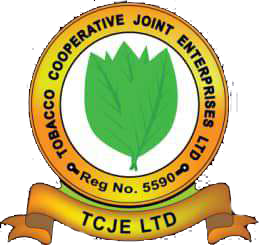 TOBACCO COOPERATIVE JOINT ENTERPRISES LTD
Reg No. 5590
TCJE LTD